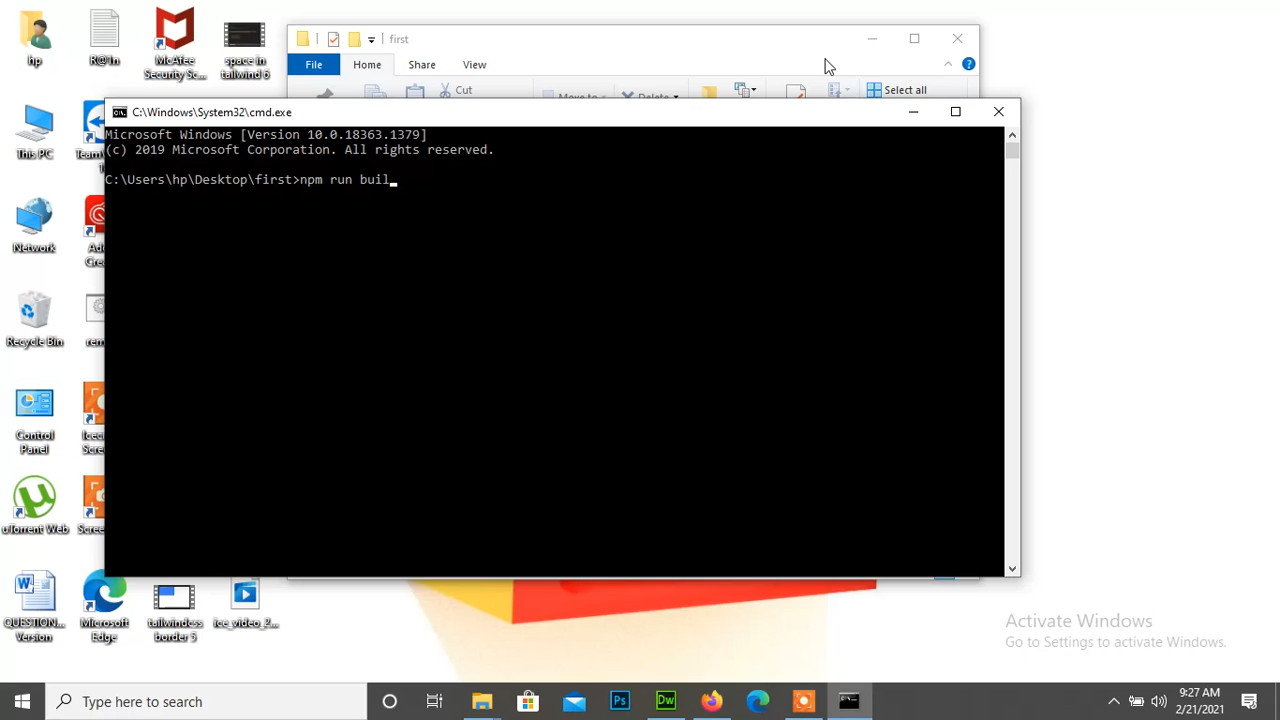 hp
R@!n
McAfee
Security Sc...
space in
tailwind 6
first
File
Home
Share
View
Cut
Select all
C:\Windows\System32\cmd.exe
Microsoft Windows [Version 10.0.18363.1379]
(c) 2019 Microsoft Corporation. All rights reserved.
C:\Users\hp\Desktop\first>npm run buil_
This PC
Network
Recycle Bin
Control
Panel
uTorrent Web
QUESTION...
Version
Microsoft
Edge
tailwindcss
border 5
ice_video_2...
Activate Windows
Go to Settings to activate Windows.
Type here to search
Ps
Dw
9:27 AM
2/21/2021